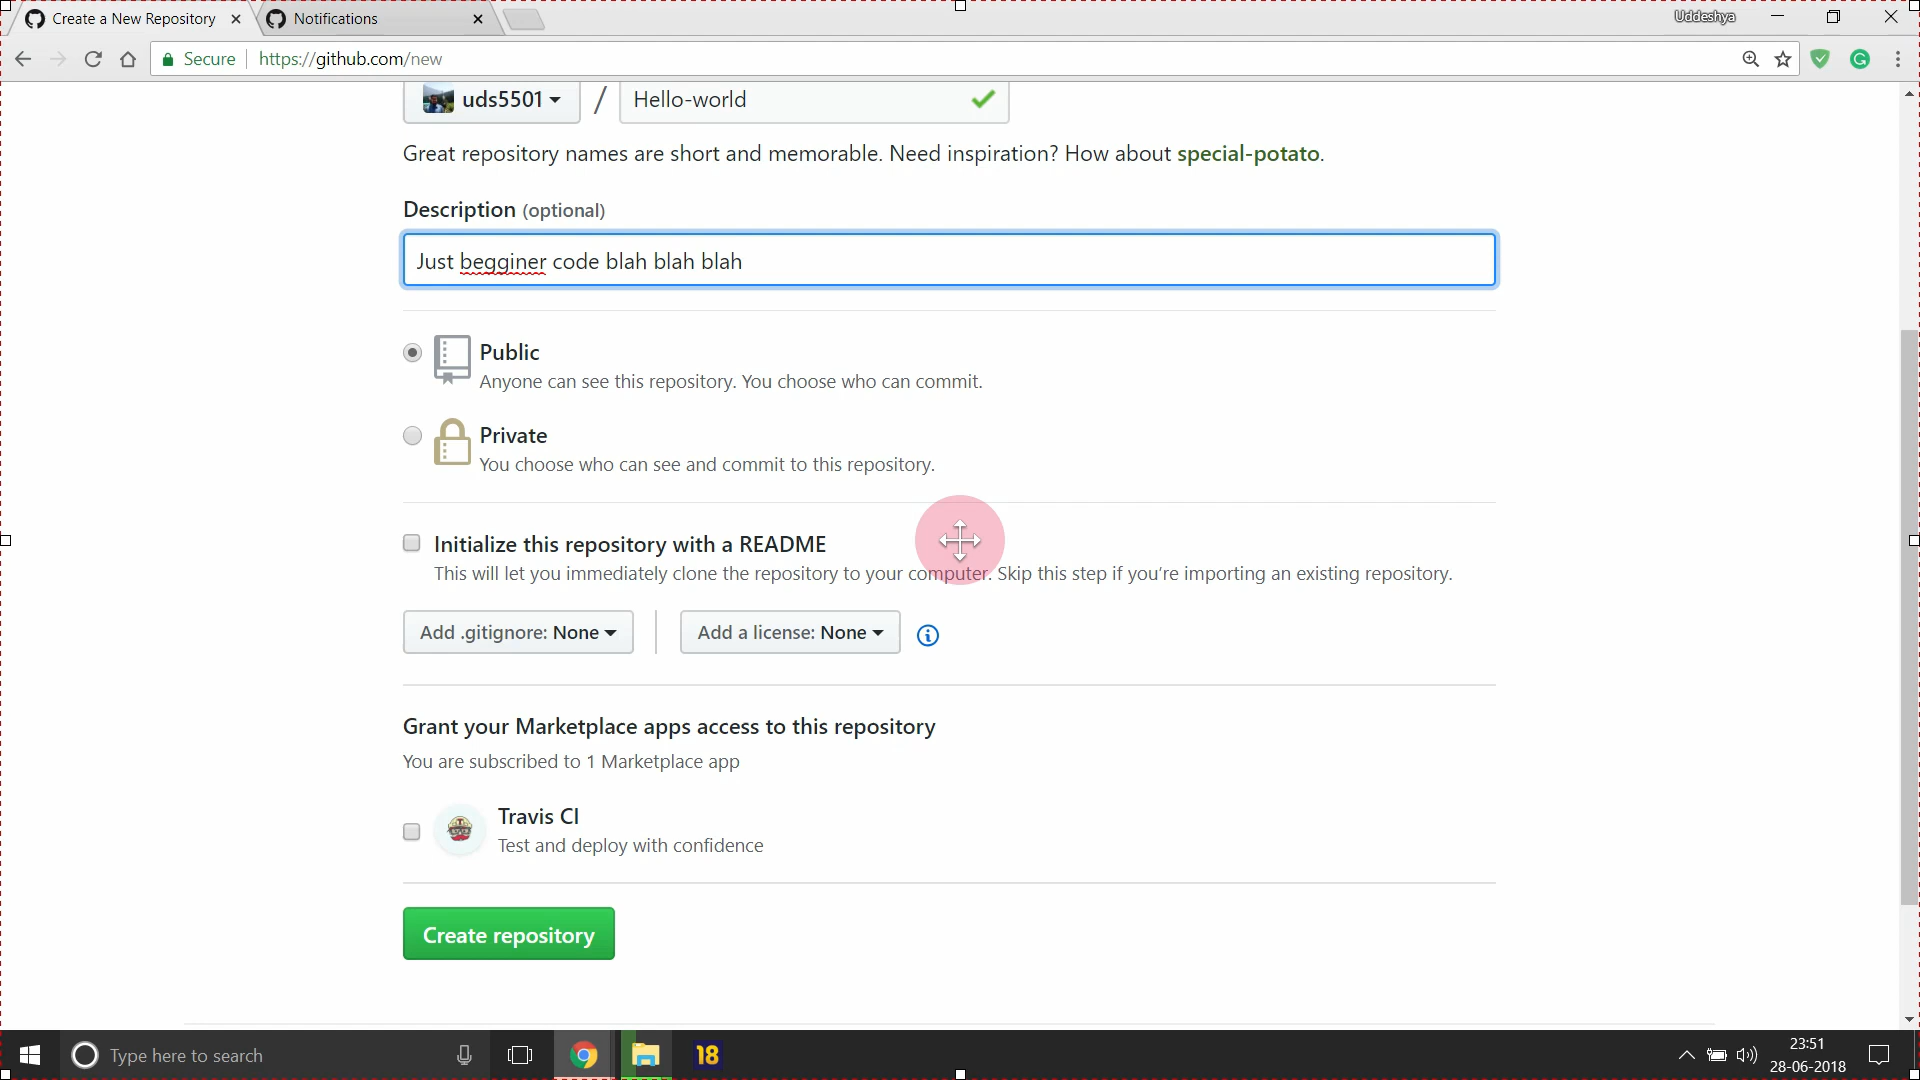 Create a New Repository
Notifications
Uddeshya
Secure
https://github.com/new
uds5501 / Hello-world
Great repository names are short and memorable. Need inspiration? How about special-potato.
Description (optional)
Just begginer code blah blah blah
Public
Anyone can see this repository. You choose who can commit.
Private
You choose who can see and commit to this repository.
Initialize this repository with a README
This will let you immediately clone the repository to your computer. Skip this step if you're importing an existing repository.
Add .gitignore: None
Add a license: None
Grant your Marketplace apps access to this repository
You are subscribed to 1 Marketplace app
Travis CI
Test and deploy with confidence
Create repository
Type here to search
18
23:51
28-06-2018